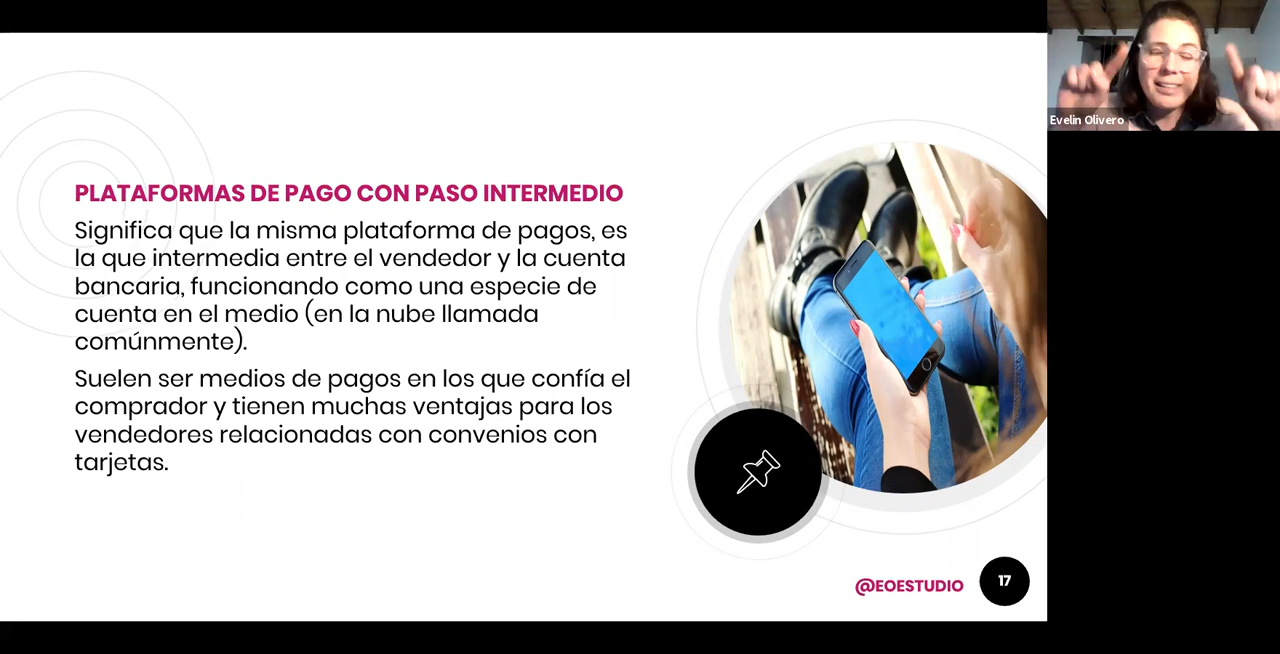 PLATAFORMAS DE PAGO CON PASO INTERMEDIO
Significa que la misma plataforma de pagos, es
la que intermedia entre el vendedor y la cuenta
bancaria, funcionando como una especie de
cuenta en el medio (en la nube llamada
comúnmente).
Suelen ser medios de pagos en los que confía el
comprador y tienen muchas ventajas para los
vendedores relacionadas con convenios con
tarjetas.
@EOESTUDIO
17
Evelin Olivero